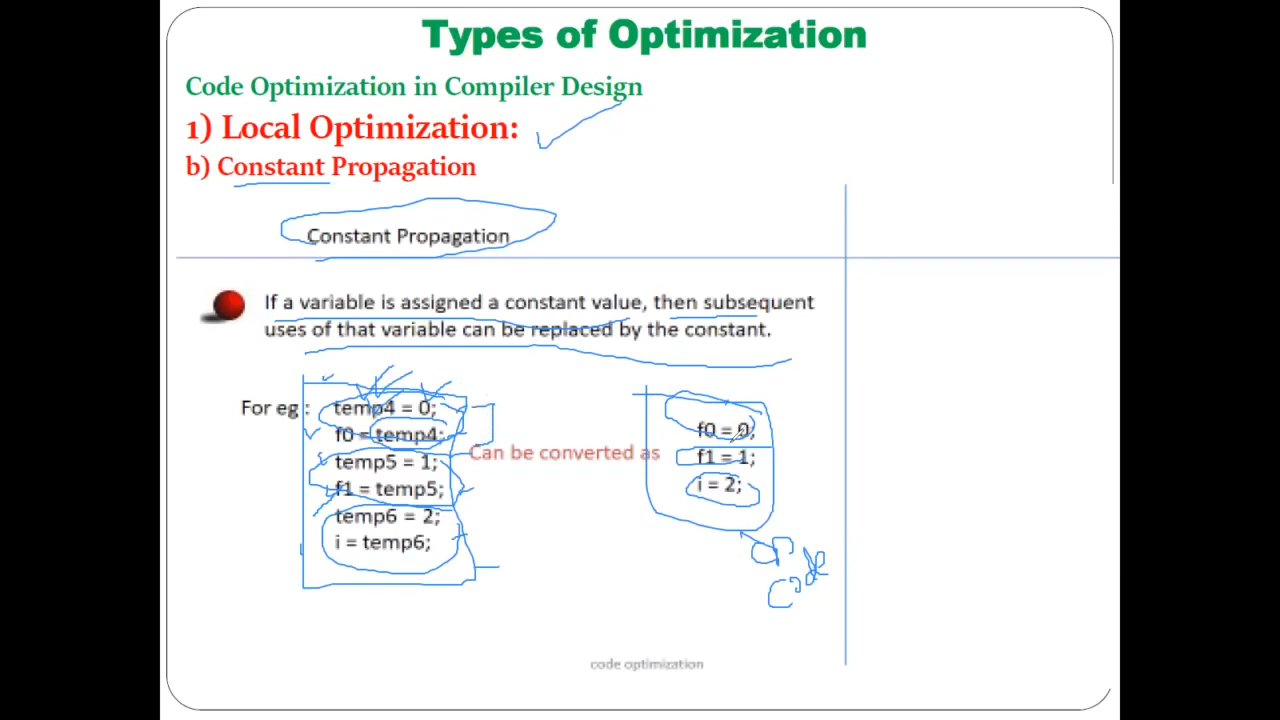 Types of Optimization
Code Optimization in Compiler Design
1) Local Optimization:
b) Constant Propagation
Constant Propagation
If a variable is assigned a constant value, then subsequent
uses of that variable can be replaced by the constant.
For eg : temp4 = 0;
f0 = temp4;
temp5 = 1;
f1 = temp5;
temp6 = 2;
i = temp6;
Can be converted as
f0 = 0;
f1 = 1;
i = 2;
OP
Code
code optimization